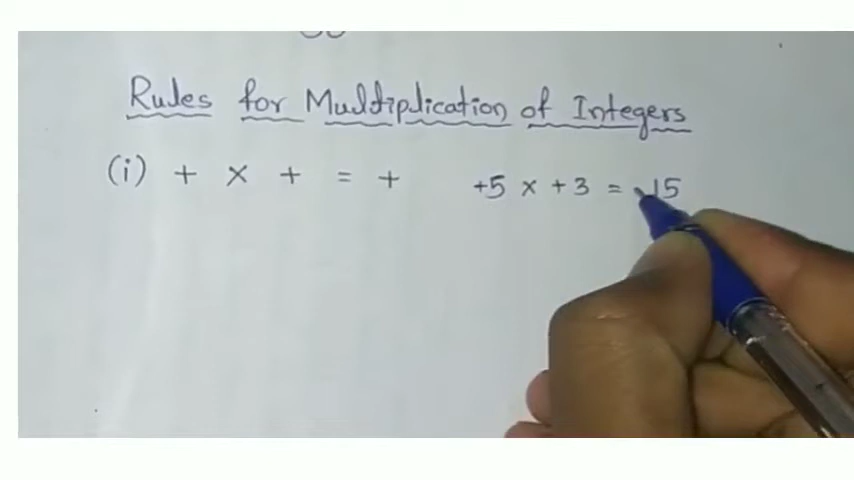 Rules for Multiplication of Integers
(i) + x + = + +5 x +3 = 15